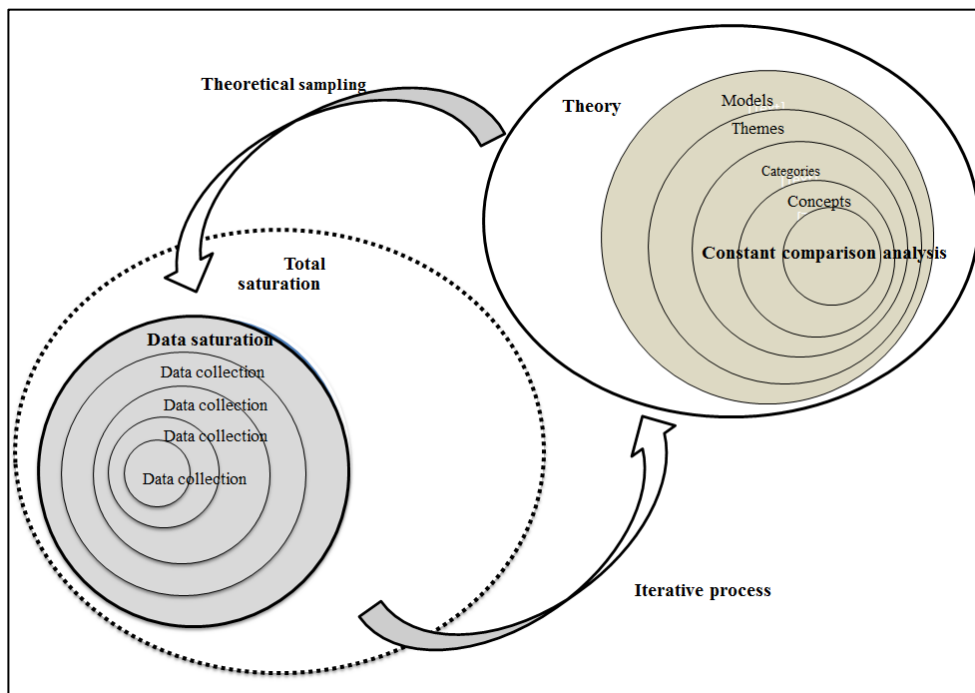 Theoretical sampling
Theory
Models
Themes
Categories
Concepts
Constant comparison analysis
Total
saturation
Data saturation
Data collection
Data collection
Data collection
Data collection
Iterative process